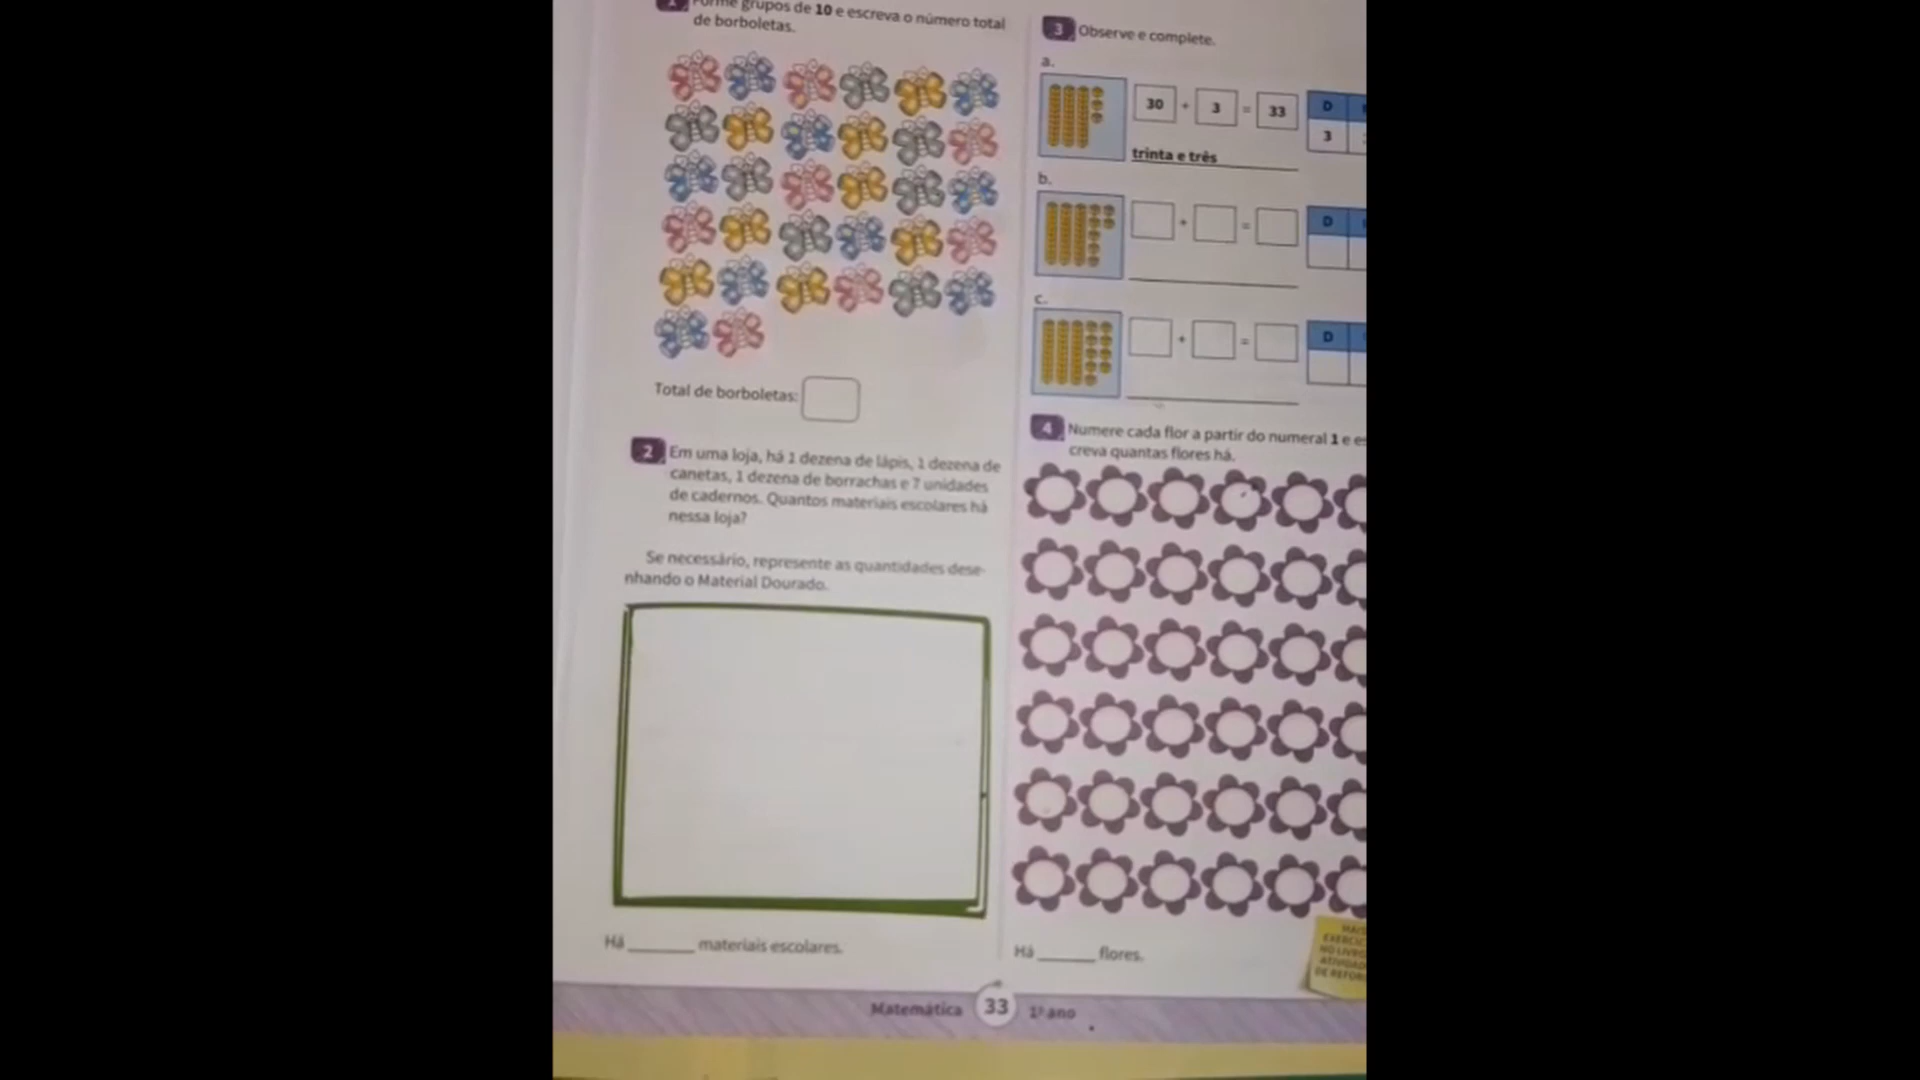 Forme grupos de 10 e escreva o número total
de borboletas.
Total de borboletas:
2 Em uma loja, há 1 dezena de lápis, 1 dezena de
canetas, 1 dezena de borrachas e 7 unidades
de cadernos. Quantos materiais escolares há
nessa loja?
Se necessário, represente as quantidades dese-
nhando o Material Dourado.
Há ______ materiais escolares.
3 Observe e complete.
a.
30 + 3 = 33
D
3
trinta e três
b.
+ =
D
c.
+ =
D
4 Numere cada flor a partir do numeral 1 e es
creva quantas flores há.
Há ______ flores.
Matemática 33 1º ano